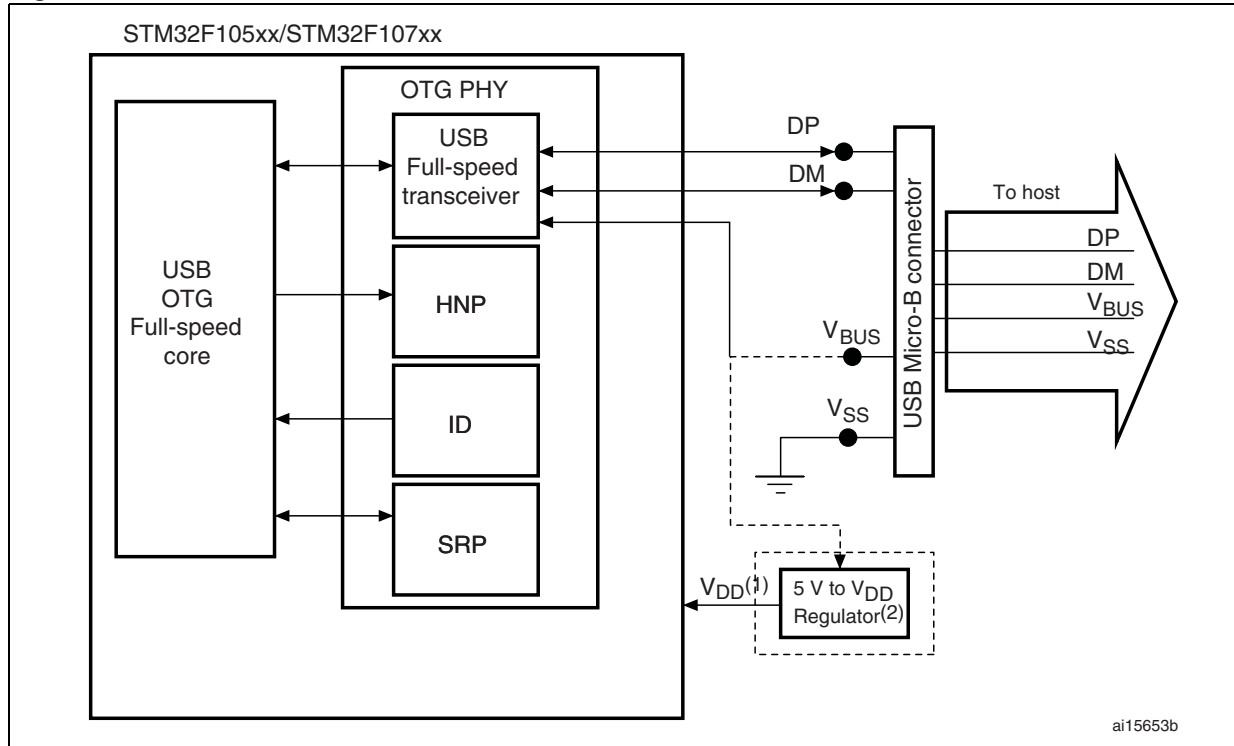 STM32F105xx/STM32F107xx
OTG PHY
USB
Full-speed
transceiver
USB
OTG
Full-speed
core
HNP
ID
SRP
DP
DM
VBUS
VSS
USB Micro-B connector
To host
DP
DM
VBUS
VSS
VDD(1)
5 V to VDD
Regulator(2)
ai15653b